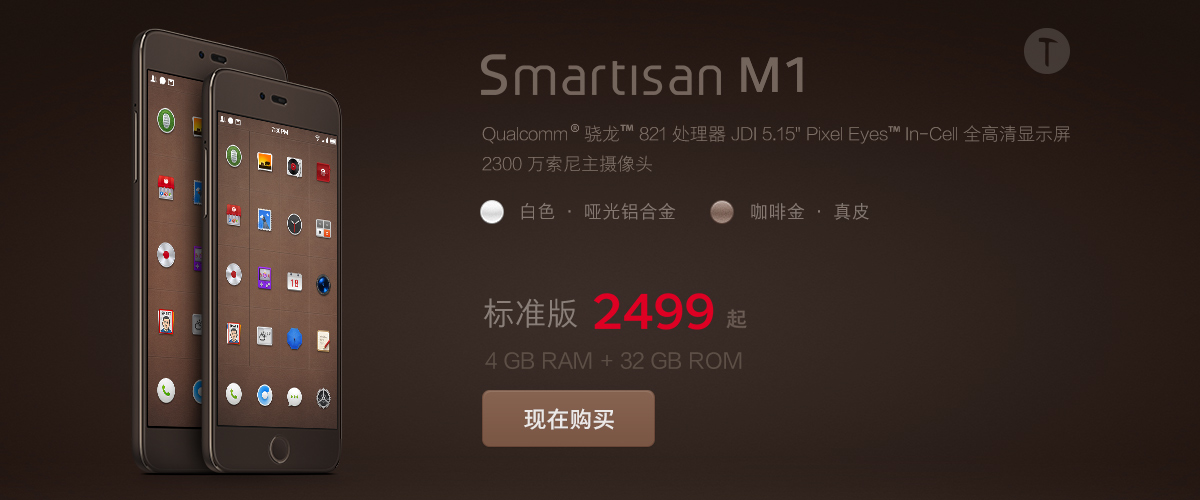 Smartisan M1
Qualcomm® 骁龙™ 821 处理器 JDI 5.15" Pixel Eyes™ In-Cell 全高清显示屏
2300 万索尼主摄像头
白色 · 哑光铝合金 咖啡金 · 真皮
标准版 2499 起
4 GB RAM + 32 GB ROM
现在购买
18